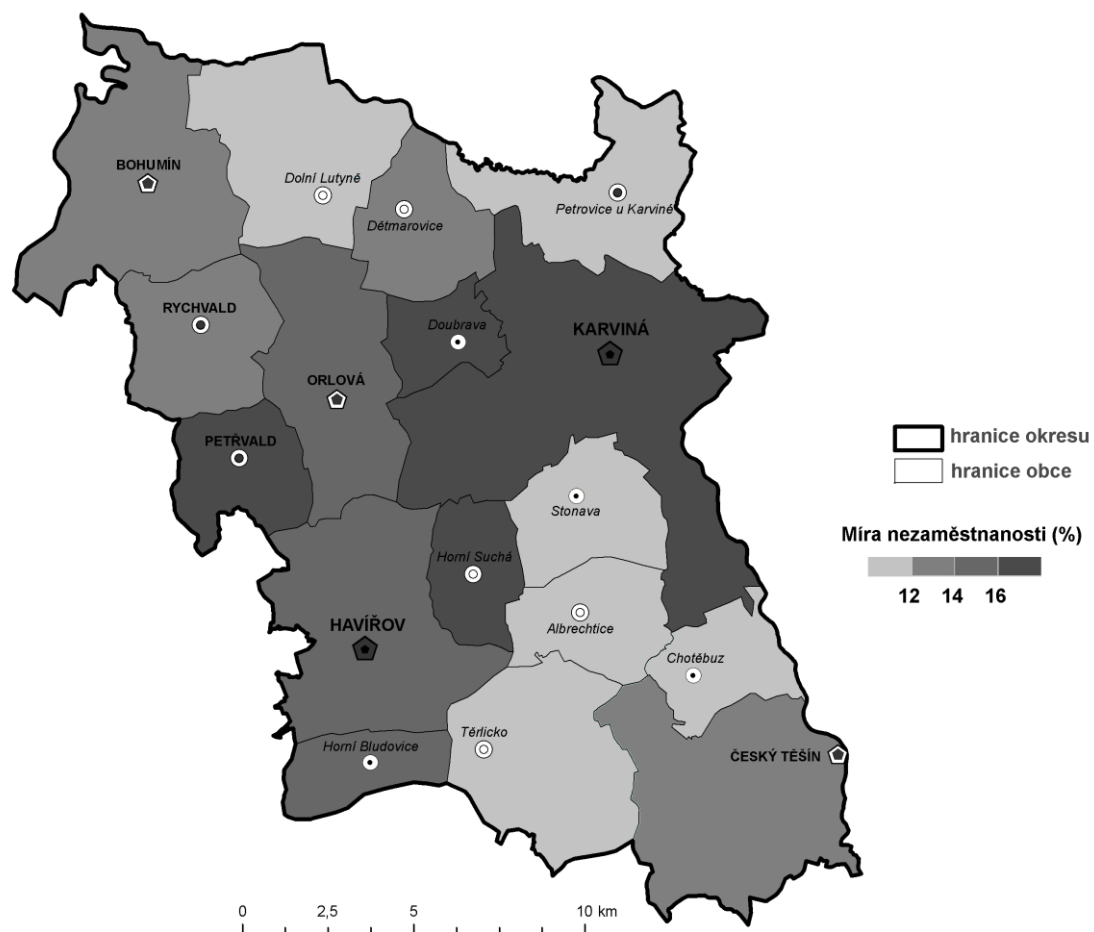 BOHUMÍN
Dolní Lutyně
Petrovice u Karviné
Dětmarovice
RYCHVALD
Doubrava
KARVINÁ
ORLOVÁ
PETŘVALD
hranice okresu
hranice obce
Stonava
Míra nezaměstnanosti (%)
Horní Suchá
12 14 16
HAVÍŘOV
Albrechtice
Chotěbuz
Těrlicko
Horní Bludovice
ČESKÝ TĚŠÍN
0 2,5 5 10 km